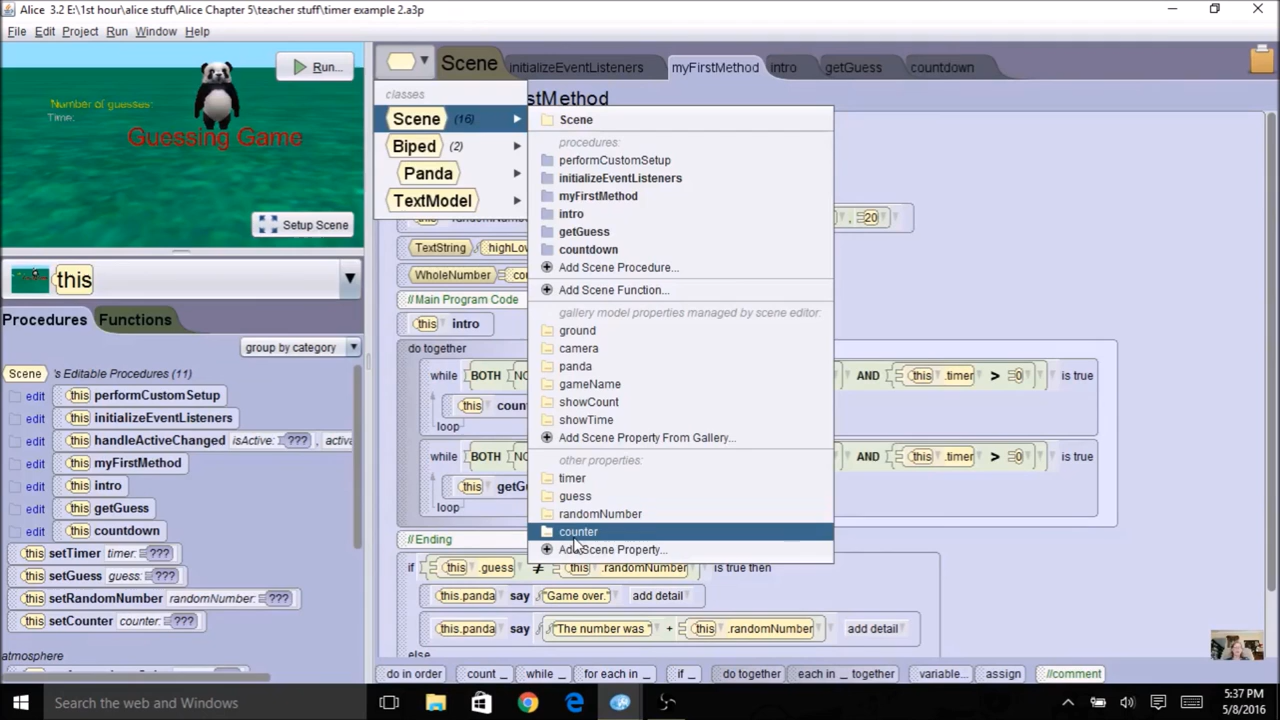 Alice 3.2 E:\1st hour\alice stuff\Alice Chapter 5\teacher stuff\timer example 2.a3p
File Edit Project Run Window Help
Number of guesses:
Time:
Guessing Game
Run...
Setup Scene
this
Procedures Functions
group by category
Scene 's Editable Procedures (11)
edit this performCustomSetup
edit this initializeEventListeners
edit this handleActiveChanged isActive: ???
edit this myFirstMethod
edit this intro
edit this getGuess
edit this countdown
this setTimer timer: ???
this setGuess guess: ???
this setRandomNumber randomNumber: ???
this setCounter counter: ???
atmosphere
Scene initializeEventListeners myFirstMethod intro getGuess countdown
classes
Scene (16)
Biped (2)
Panda
TextModel
Scene
procedures:
performCustomSetup
initializeEventListeners
myFirstMethod
intro
getGuess
countdown
Add Scene Procedure...
Add Scene Function...
gallery model properties managed by scene editor:
ground
camera
panda
gameName
showCount
showTime
Add Scene Property From Gallery...
other properties:
timer
guess
randomNumber
counter
Add Scene Property...
, 20
TextString
WholeNumber
//Main Program Code
this intro
do together
while BOTH AND this .timer > 0 is true
this
loop
while BOTH AND this .timer > 0 is true
this
loop
//Ending
if this .guess ≠ this .randomNumber is true then
this.panda say "Game over." add detail
this.panda say "The number was " + this .randomNumber add detail
else
do in order count _ while _ for each in _ if _ do together each in _ together variable... assign //comment
Search the web and Windows
5:37 PM
5/8/2016